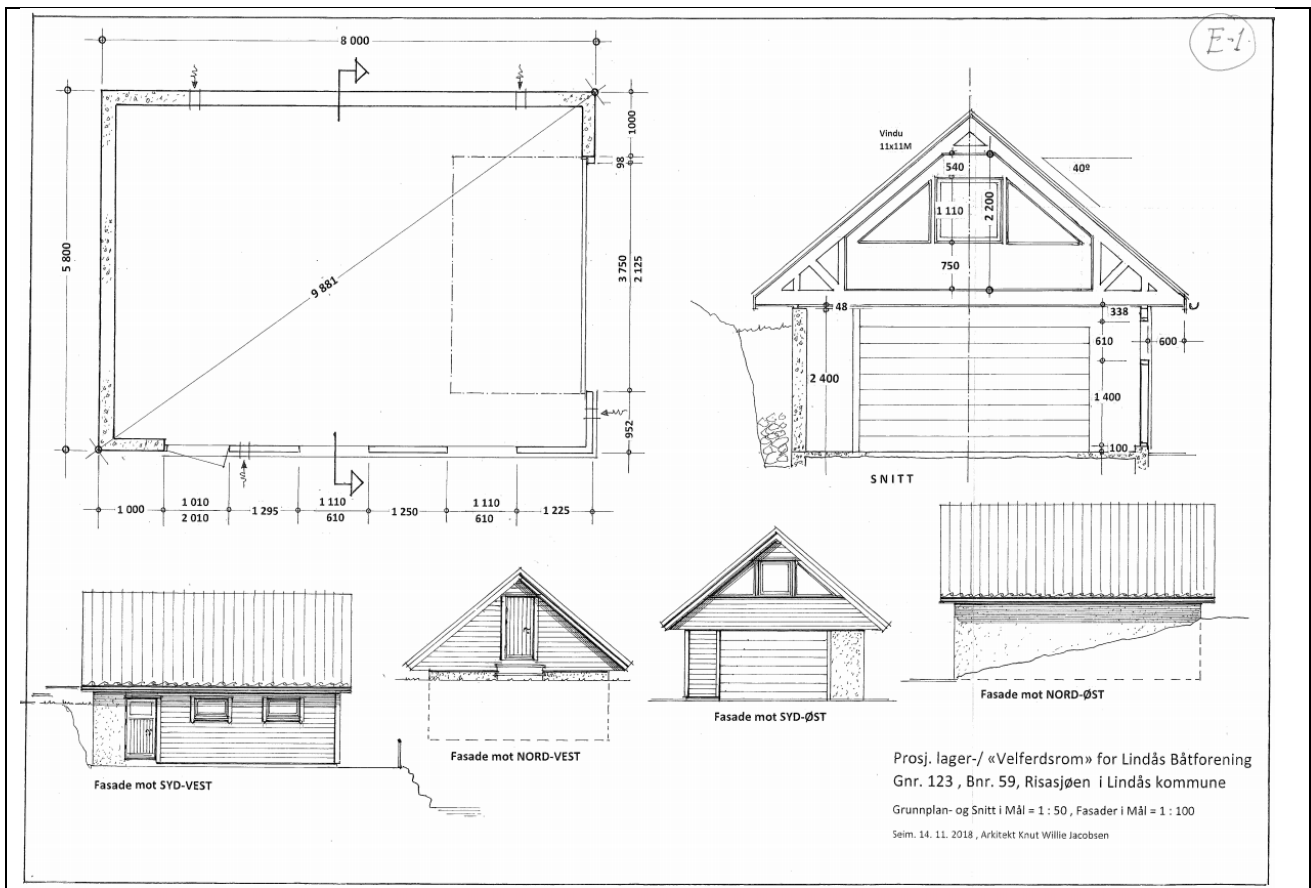 E-1
8 000
5 800
9 881
1000
98
3 750
2 125
952
1 000
1 010
2 010
1 295
1 110
610
1 250
1 110
610
1 225
Vindu
11x11M
540
40º
1 110
2 200
750
48
338
610
600
2 400
1 400
100
SNITT
Fasade mot SYD-VEST
Fasade mot NORD-VEST
Fasade mot SYD-ØST
Fasade mot NORD-ØST
Prosj. lager-/ «Velferdsrom» for Lindås Båtforening
Gnr. 123 , Bnr. 59, Risasjøen i Lindås kommune
Grunnplan- og Snitt i Mål = 1 : 50 , Fasader i Mål = 1 : 100
Seim. 14. 11. 2018 , Arkitekt Knut Willie Jacobsen